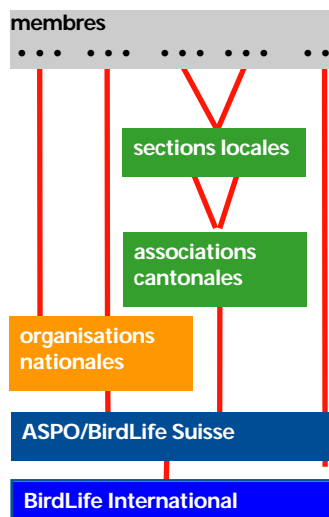 membres
sections locales
associations
cantonales
organisations
nationales
ASPO/BirdLife Suisse
BirdLife International